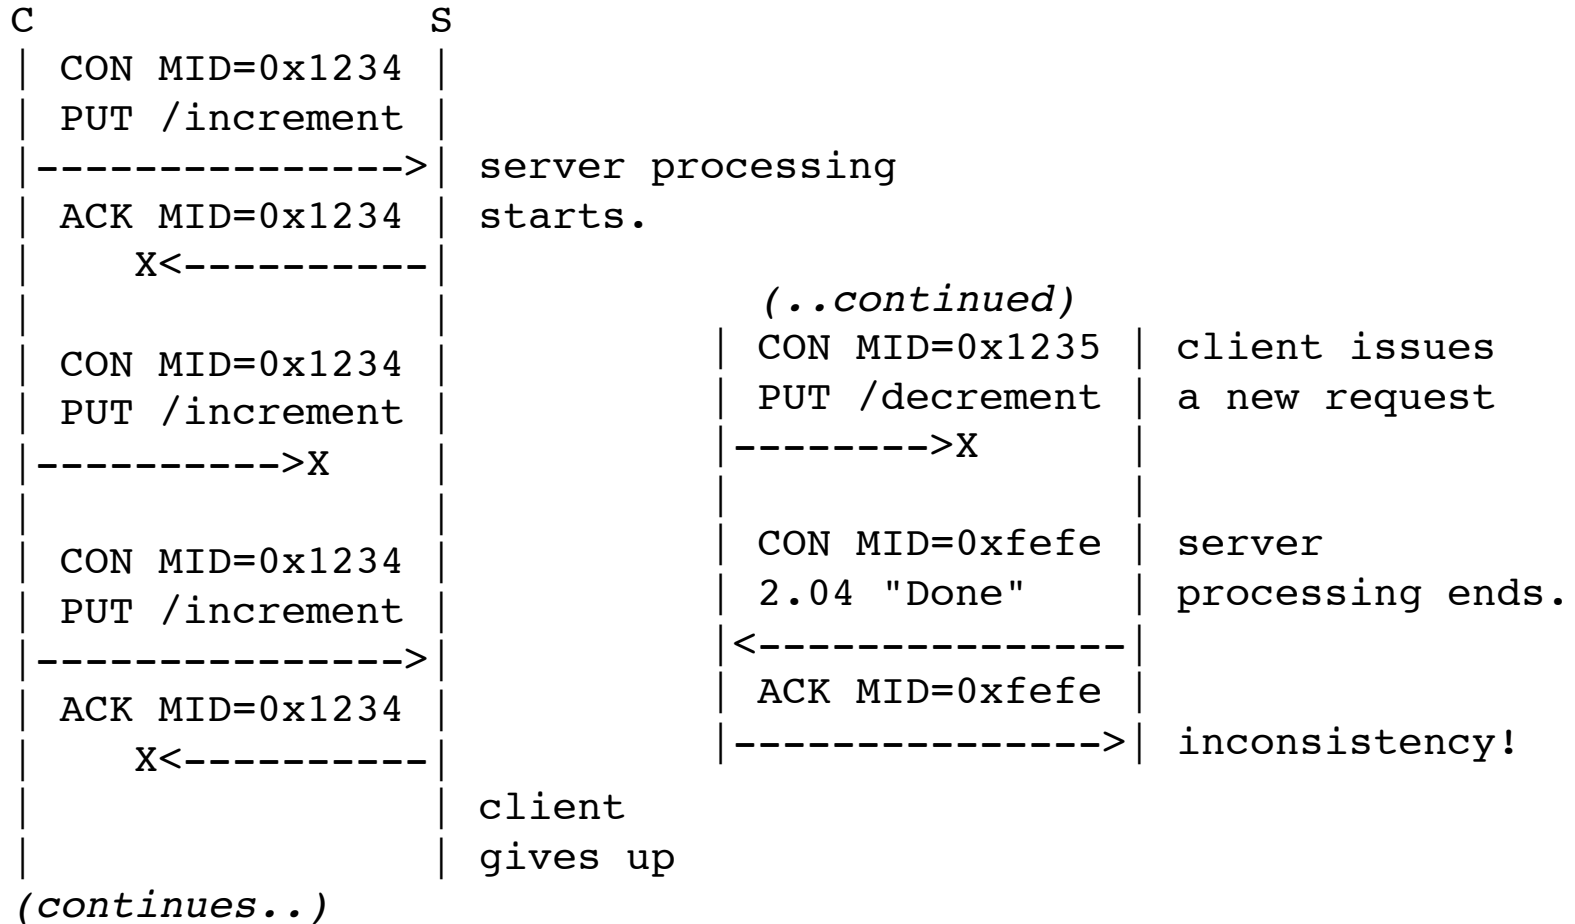 C                S
| CON MID=0x1234 |
| PUT /increment |
|--------------->| server processing
| ACK MID=0x1234 | starts.
|    X<----------|
|                |
| CON MID=0x1234 |
| PUT /increment |
|---------->X    |
|                |
| CON MID=0x1234 |
| PUT /increment |
|--------------->|
| ACK MID=0x1234 |
|    X<----------|
|                | client
|                | gives up
(continues..)
(..continued)
| CON MID=0x1235 | client issues
| PUT /decrement | a new request
|-------->X      |
|                |
| CON MID=0xfefe | server
| 2.04 "Done"    | processing ends.
|<---------------|
| ACK MID=0xfefe |
|--------------->| inconsistency!